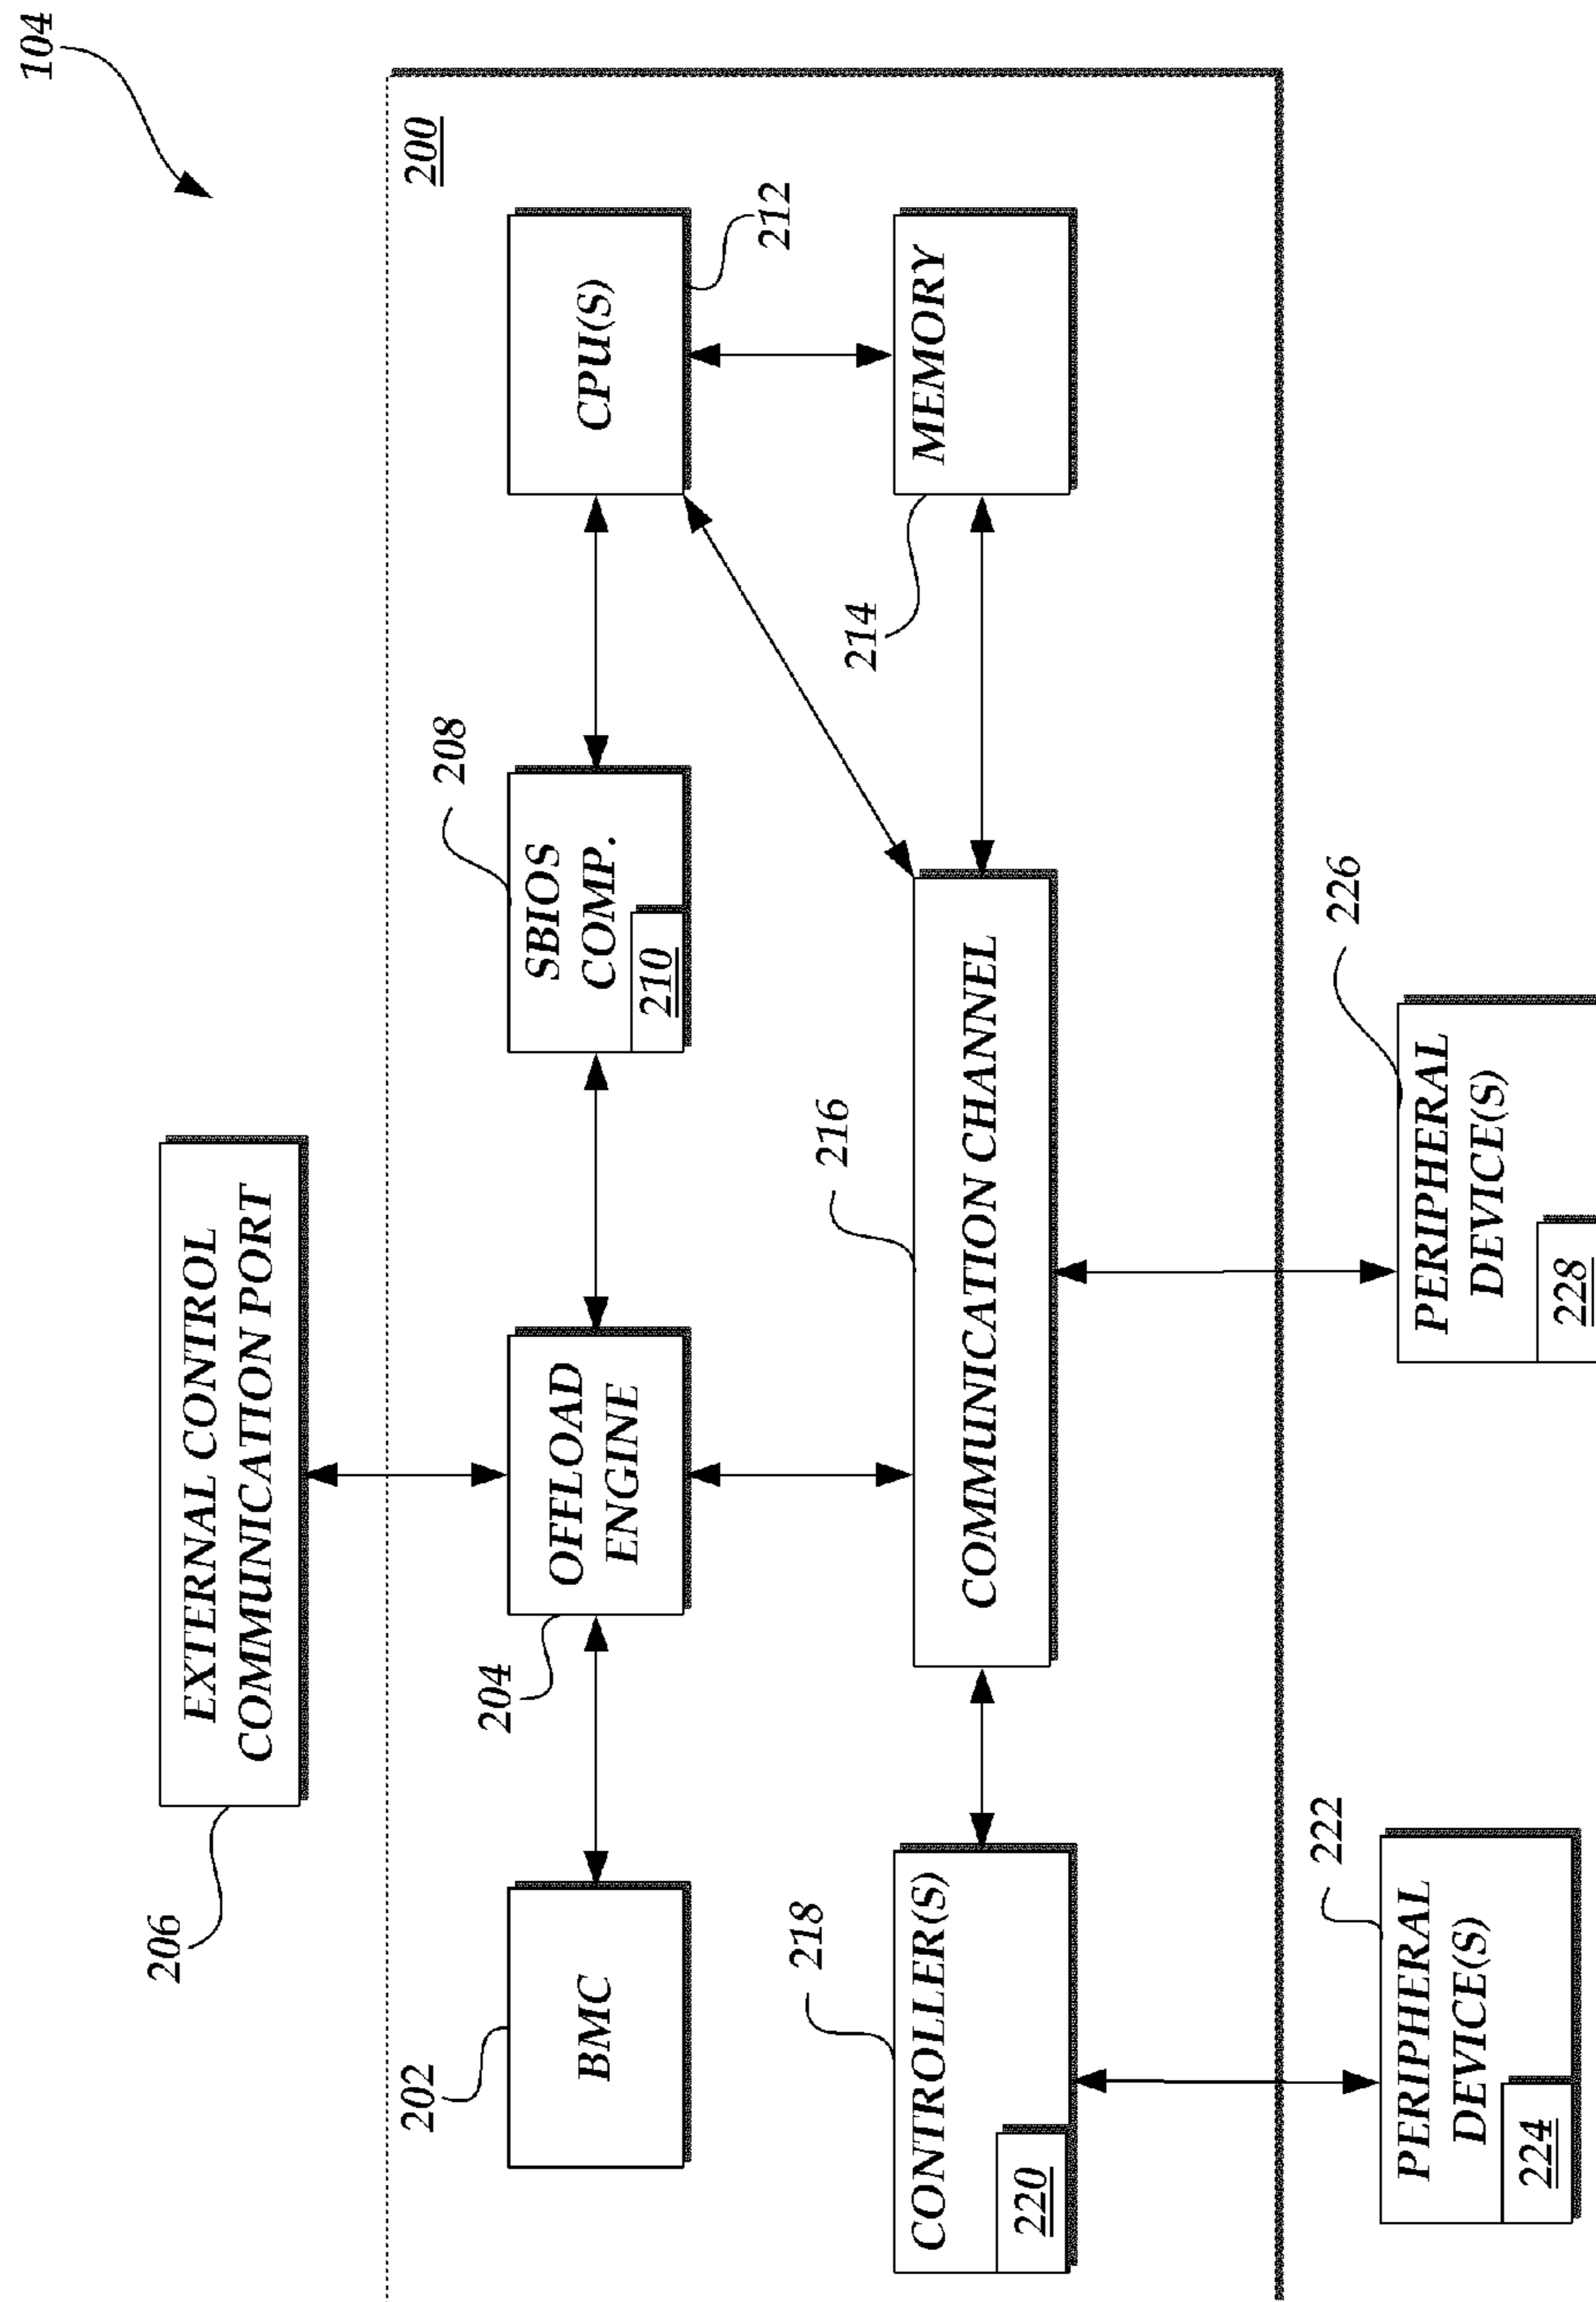 104
206
EXTERNAL CONTROL
COMMUNICATION PORT
200
202
BMC
204
OFFLOAD
ENGINE
208
SBIOS
COMP.
210
CPU(S)
212
218
CONTROLLER(S)
220
216
COMMUNICATION CHANNEL
214
MEMORY
222
PERIPHERAL
DEVICE(S)
224
226
PERIPHERAL
DEVICE(S)
228